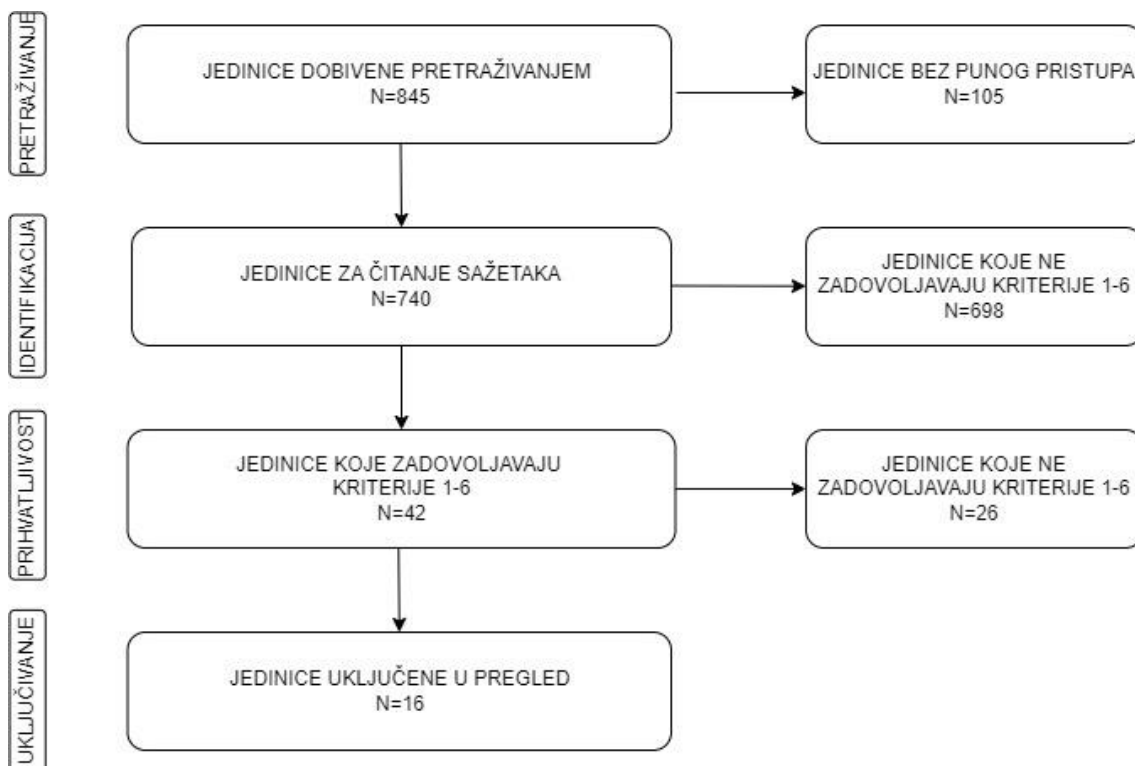 PRETRAŽIVANJE
JEDINICE DOBIVENE PRETRAŽIVANJEM
N=845
JEDINICE BEZ PUNOG PRISTUPA
N=105
IDENTIFIKACIJA
JEDINICE ZA ČITANJE SAŽETAKA
N=740
JEDINICE KOJE NE
ZADOVOLJAVAJU KRITERIJE 1-6
N=698
PRIHVATLJIVOST
JEDINICE KOJE ZADOVOLJAVAJU
KRITERIJE 1-6
N=42
JEDINICE KOJE NE
ZADOVOLJAVAJU KRITERIJE 1-6
N=26
UKLJUČIVANJE
JEDINICE UKLJUČENE U PREGLED
N=16